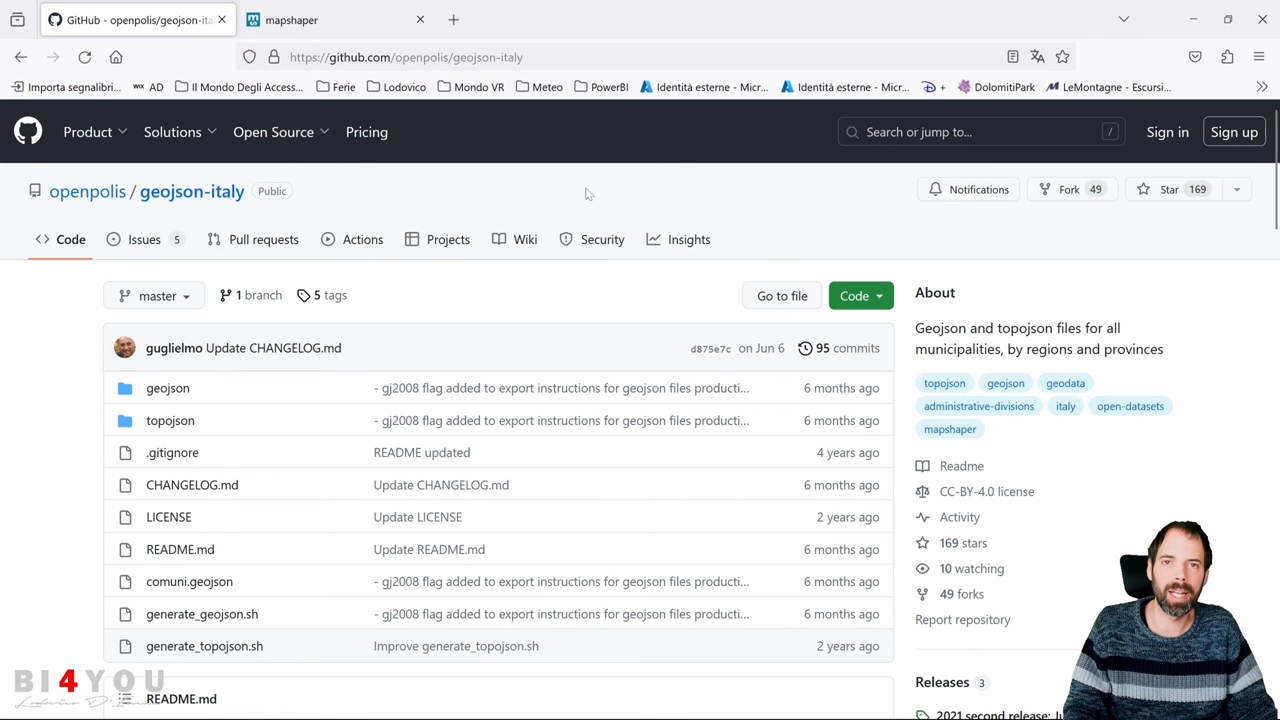 GitHub - openpolis/geojson-ita
mapshaper
https://github.com/openpolis/geojson-italy
Importa segnalibri...
WIX AD
Il Mondo Degli Access...
Ferie
Lodovico
Mondo VR
Meteo
PowerBI
Identità esterne - Micr...
Identità esterne - Micr...
D +
DolomitiPark
LeMontagne - Escursi...
Product
Solutions
Open Source
Pricing
Search or jump to...
/
Sign in
Sign up
openpolis / geojson-italy
Public
Notifications
Fork 49
Star 169
Code
Issues 5
Pull requests
Actions
Projects
Wiki
Security
Insights
master
1 branch
5 tags
Go to file
Code
guglielmo Update CHANGELOG.md
d875e7c on Jun 6
95 commits
geojson
- gj2008 flag added to export instructions for geojson files producti...
6 months ago
topojson
- gj2008 flag added to export instructions for geojson files producti...
6 months ago
.gitignore
README updated
4 years ago
CHANGELOG.md
Update CHANGELOG.md
6 months ago
LICENSE
Update LICENSE
2 years ago
README.md
Update README.md
6 months ago
comuni.geojson
- gj2008 flag added to export instructions for geojson files producti...
6 months ago
generate_geojson.sh
- gj2008 flag added to export instructions for geojson files producti...
6 months ago
generate_topojson.sh
Improve generate_topojson.sh
2 years ago
README.md
About
Geojson and topojson files for all
municipalities, by regions and provinces
topojson
geojson
geodata
administrative-divisions
italy
open-datasets
mapshaper
Readme
CC-BY-4.0 license
Activity
169 stars
10 watching
49 forks
Report repository
Releases 3
2021 second release: Ju
BI4YOU